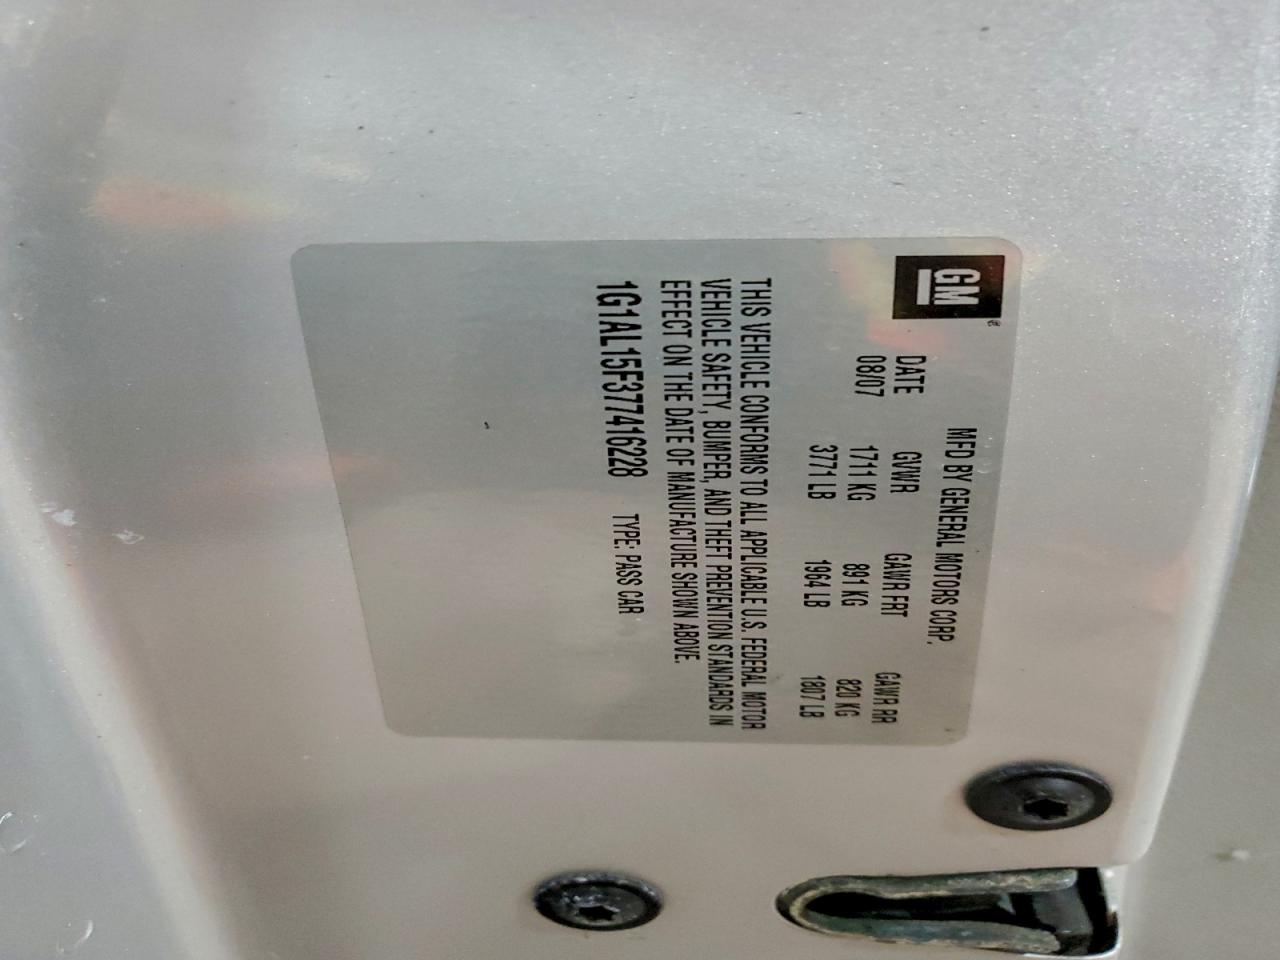 GM®
MFD BY GENERAL MOTORS CORP.
DATE GVWR GAWR FRT GAWR RR
08/07 1711 KG 891 KG 820 KG
3771 LB 1964 LB 1807 LB
THIS VEHICLE CONFORMS TO ALL APPLICABLE U.S. FEDERAL MOTOR
VEHICLE SAFETY, BUMPER, AND THEFT PREVENTION STANDARDS IN
EFFECT ON THE DATE OF MANUFACTURE SHOWN ABOVE.
1G1AL15F377416228 TYPE: PASS CAR